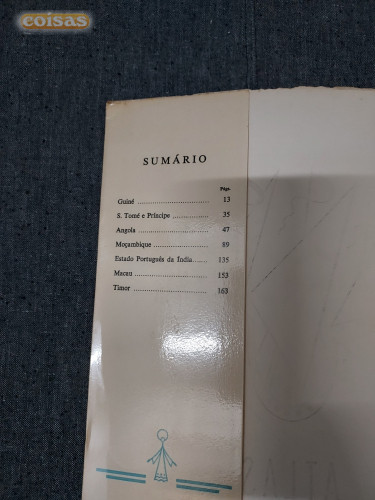 coisas
SUMÁRIO
Págs.
Guiné .................... 13
S. Tomé e Príncipe .......... 35
Angola .................... 47
Moçambique ................ 89
Estado Português da Índia...... 135
Macau .................... 153
Timor .................... 163